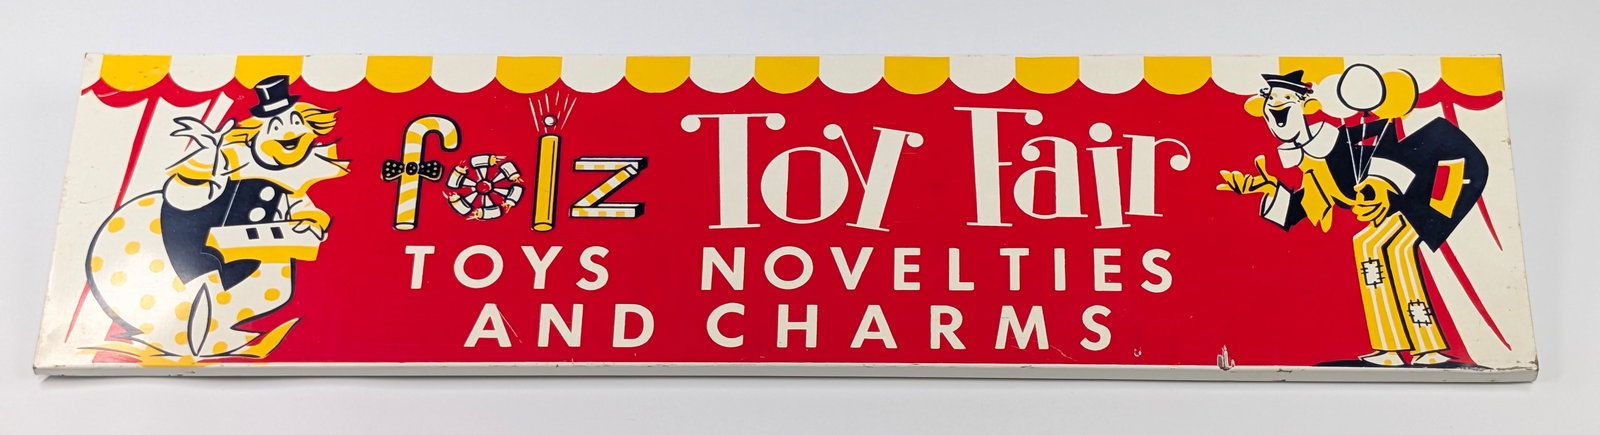 folz Toy Fair
TOYS NOVELTIES
AND CHARMS